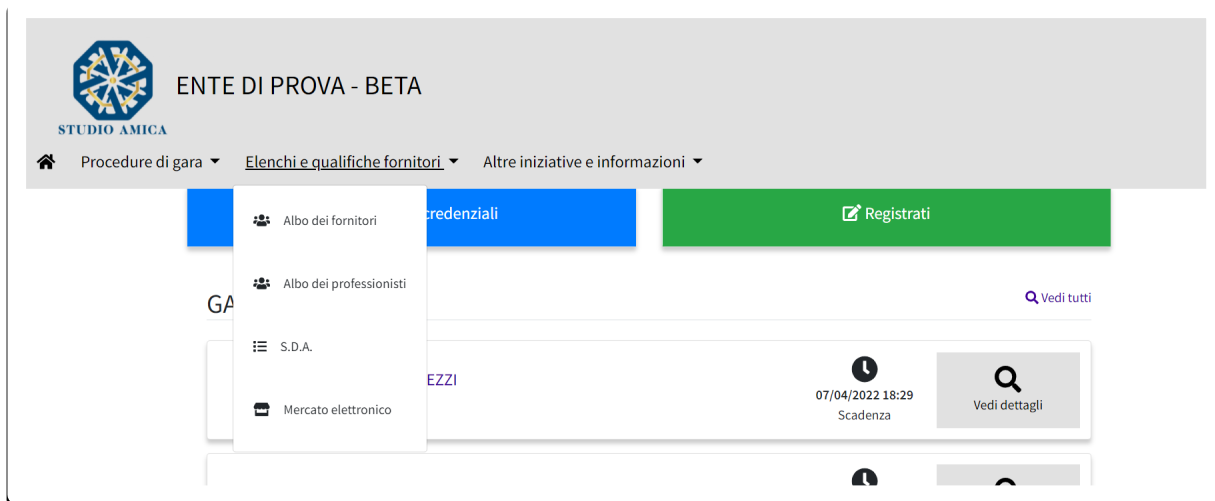 STUDIO AMICA
ENTE DI PROVA - BETA
Procedure di gara
Elenchi e qualifiche fornitori
Altre iniziative e informazioni
credenziali
Registrati
Albo dei fornitori
Albo dei professionisti
S.D.A.
Mercato elettronico
GA
Vedi tutti
EZZI
07/04/2022 18:29
Scadenza
Vedi dettagli